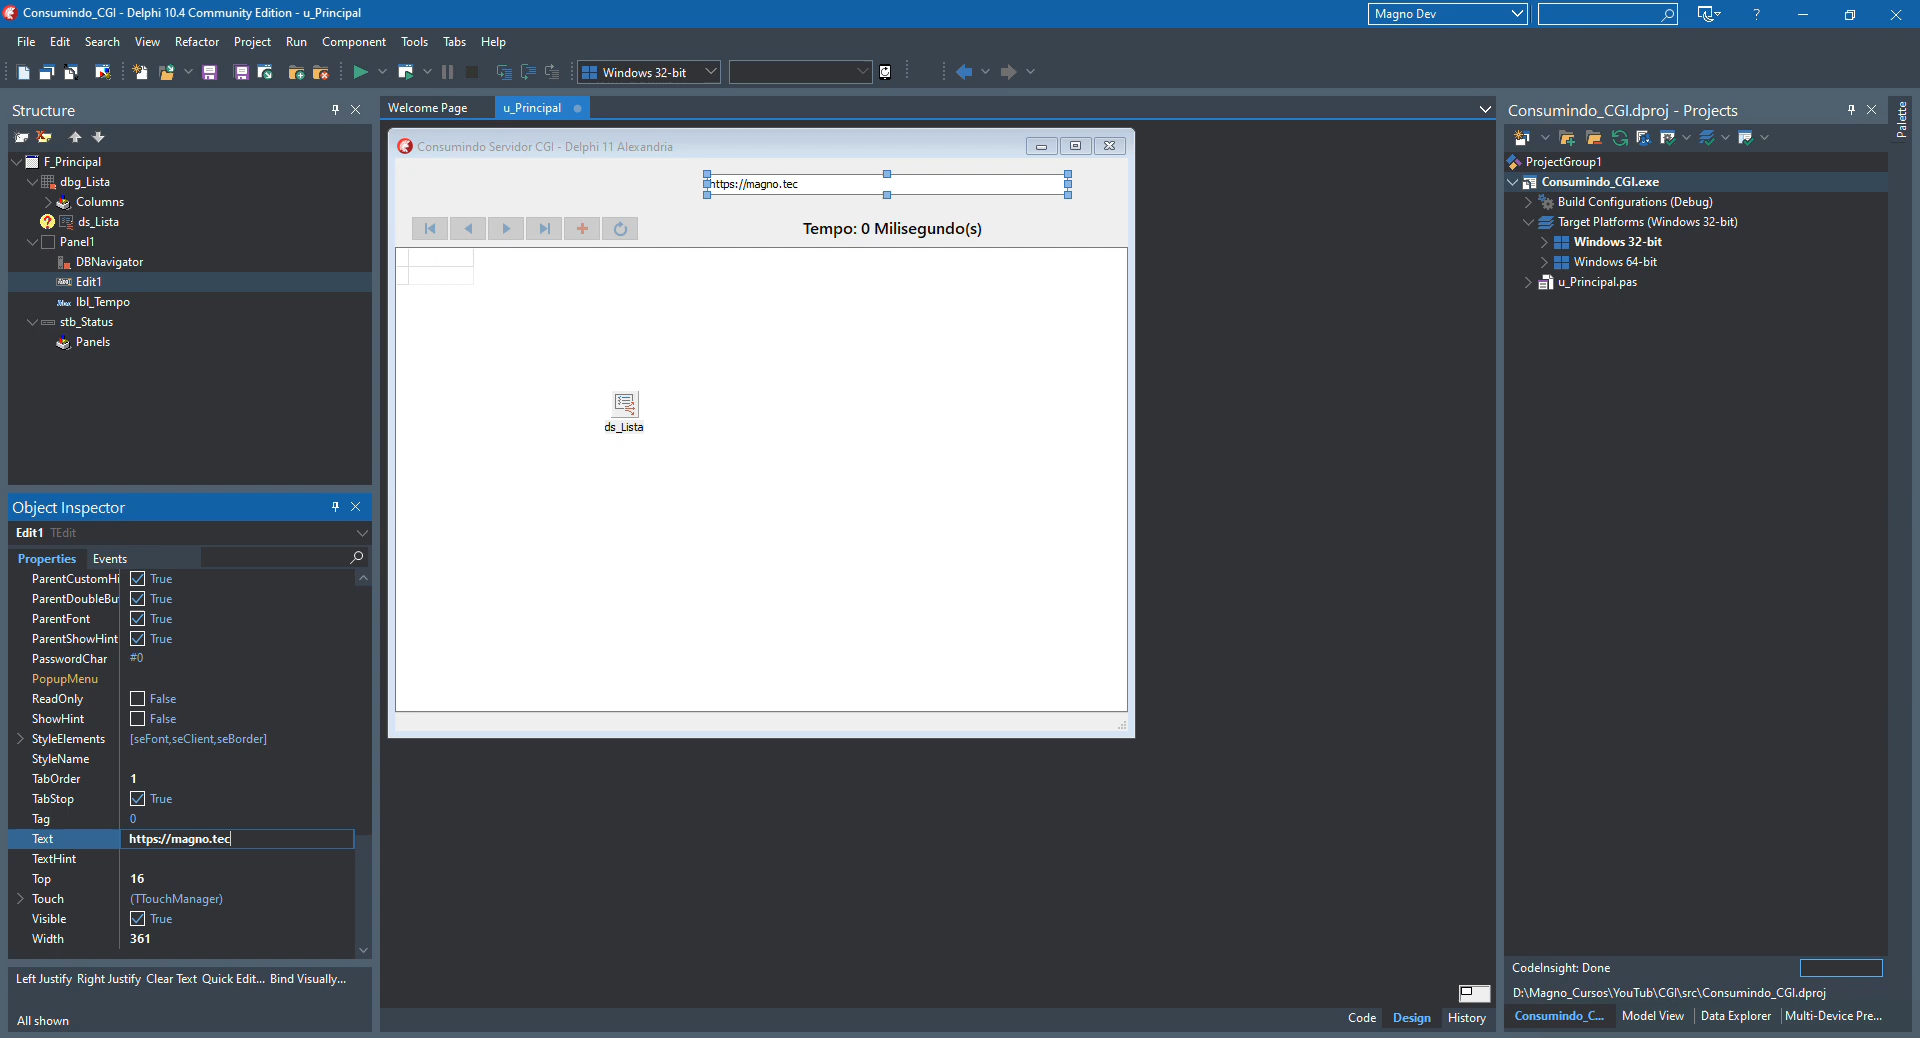 Consumindo_CGI - Delphi 10.4 Community Edition - u_Principal
Magno Dev
?
File Edit Search View Refactor Project Run Component Tools Tabs Help
Windows 32-bit
Structure
F_Principal
dbg_Lista
Columns
ds_Lista
Panel1
DBNavigator
Edit1
lbl_Tempo
stb_Status
Panels
Object Inspector
Edit1 TEdit
Properties Events
ParentCustomHi True
ParentDoubleBu True
ParentFont True
ParentShowHint True
PasswordChar #0
PopupMenu
ReadOnly False
ShowHint False
StyleElements [seFont,seClient,seBorder]
StyleName
TabOrder 1
TabStop True
Tag 0
Text https://magno.tec
TextHint
Top 16
Touch (TTouchManager)
Visible True
Width 361
Left Justify Right Justify Clear Text Quick Edit... Bind Visually...
All shown
Welcome Page u_Principal
Consumindo Servidor CGI - Delphi 11 Alexandria
https://magno.tec
Tempo: 0 Milisegundo(s)
ds_Lista
Code Design History
Consumindo_CGI.dproj - Projects
ProjectGroup1
Consumindo_CGI.exe
Build Configurations (Debug)
Target Platforms (Windows 32-bit)
Windows 32-bit
Windows 64-bit
u_Principal.pas
CodeInsight: Done
D:\Magno_Cursos\YouTub\CGI\src\Consumindo_CGI.dproj
Consumindo_C... Model View Data Explorer Multi-Device Pre...
Palette